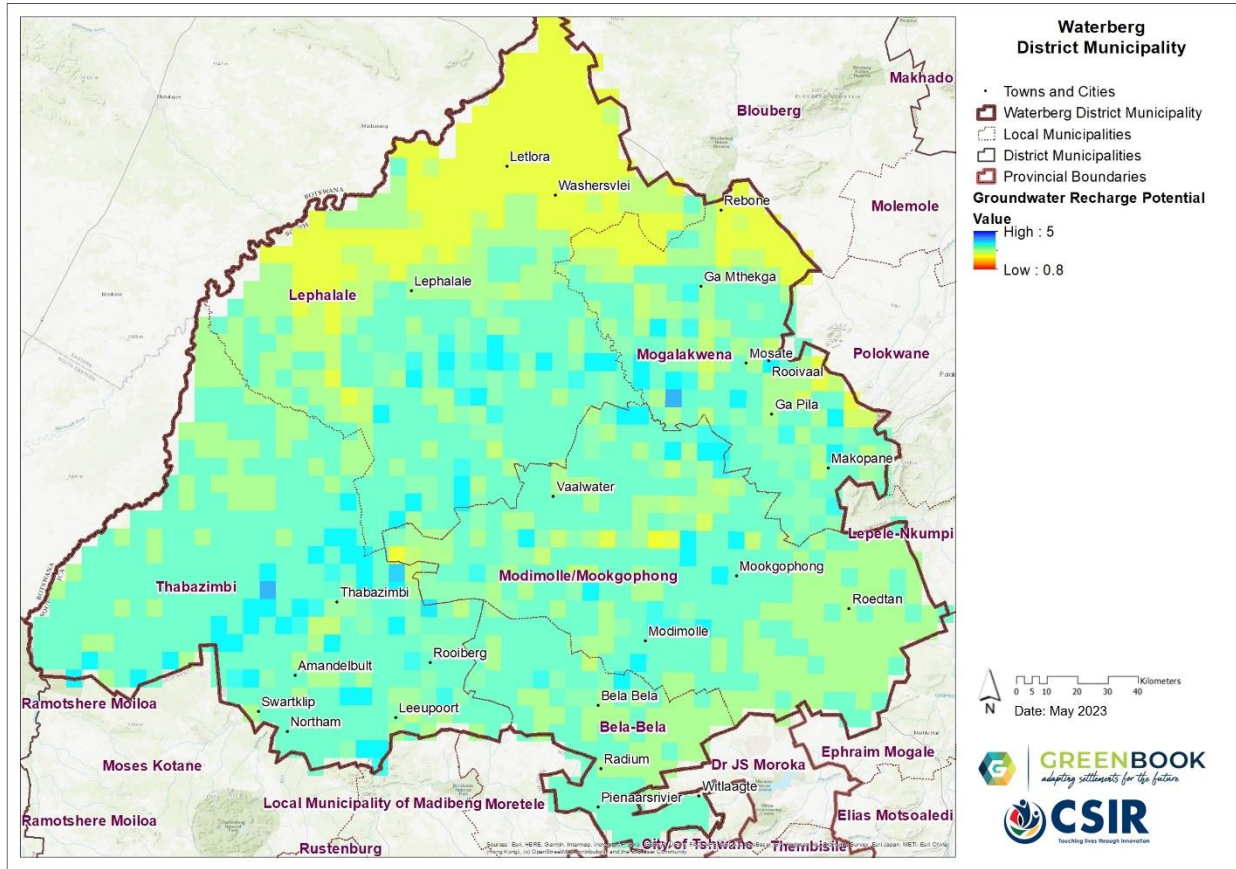 Waterberg
District Municipality
Towns and Cities
Waterberg District Municipality
Local Municipalities
District Municipalities
Provincial Boundaries
Groundwater Recharge Potential
Value
High : 5
Low : 0.8
Makhado
Blouberg
Molemole
Letlora
Washersvlei
Rebone
BOTSWANA
Lephalale
Lephalale
Ga Mthekga
Mogalakwena
Mosate
Rooivaal
Polokwane
Ga Pila
Makopane
Vaalwater
Lepele-Nkumpi
Modimolle/Mookgophong
Mookgophong
Thabazimbi
Thabazimbi
Roedtan
Modimolle
Rooiberg
Amandelbult
Swartklip
Northam
Leeupoort
Bela Bela
Bela-Bela
Ramotshere Moiloa
Moses Kotane
Radium
Dr JS Moroka
Ephraim Mogale
Pienaarsrivier
Witlaagte
Local Municipality of Madibeng
Moretele
Elias Motsoaledi
Ramotshere Moiloa
Rustenburg
City of Tshwane
Thembisile
N
0 5 10 20 30 40
Kilometers
Date: May 2023
G
GREENBOOK
adapting settlements for the future
CSIR
Touching lives through innovation